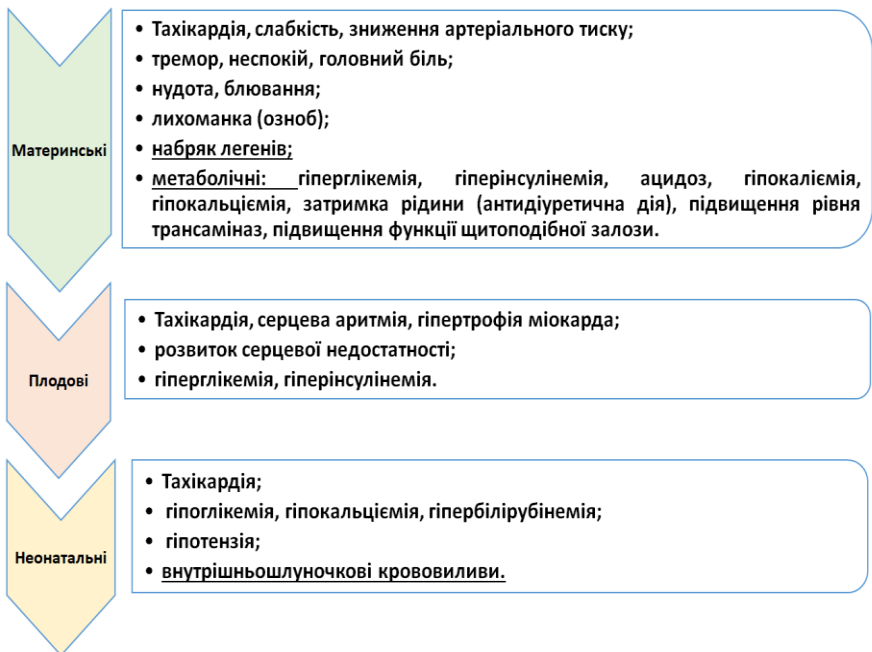 Материнські
• Тахікардія, слабкість, зниження артеріального тиску;
• тремор, неспокій, головний біль;
• нудота, блювання;
• лихоманка (озноб);
• набряк легенів;
• метаболічні: гіперглікемія, гіперінсулінемія, ацидоз, гіпокаліємія,
гіпокальціємія, затримка рідини (антидіуретична дія), підвищення рівня
трансаміназ, підвищення функції щитоподібної залози.
Плодові
• Тахікардія, серцева аритмія, гіпертрофія міокарда;
• розвиток серцевої недостатності;
• гіперглікемія, гіперінсулінемія.
Неонатальні
• Тахікардія;
• гіпоглікемія, гіпокальціємія, гіпербілірубінемія;
• гіпотензія;
• внутрішньошлуночкові крововиливи.